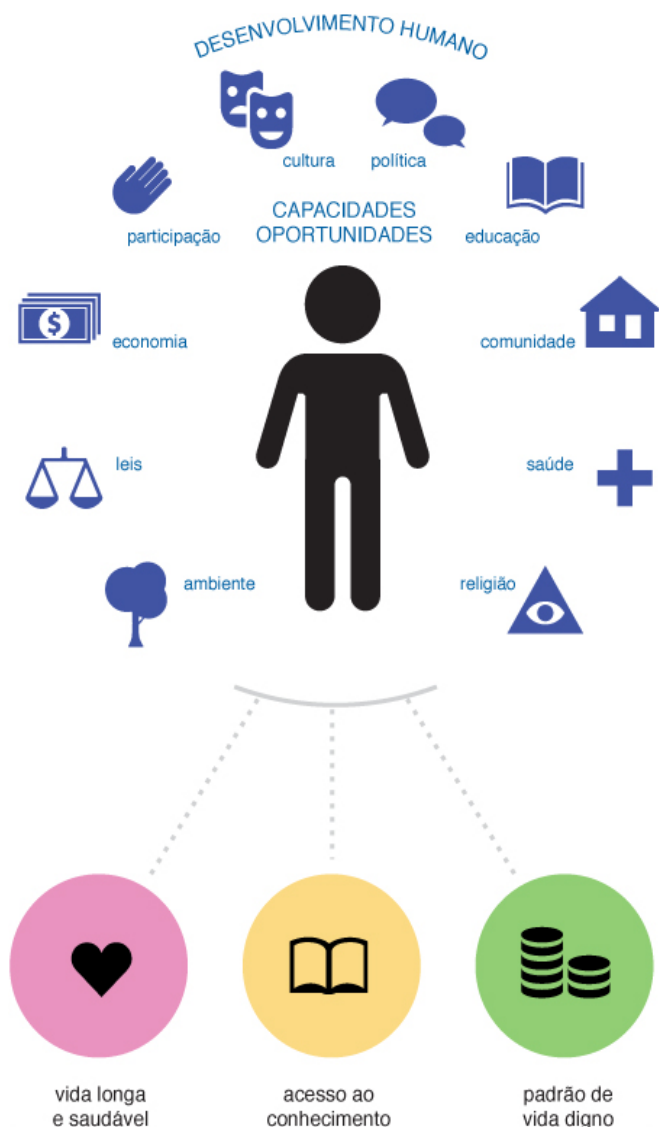 DESENVOLVIMENTO HUMANO
cultura
política
participação
CAPACIDADES
OPORTUNIDADES
educação
$
economia
comunidade
leis
saúde
ambiente
religião
vida longa
e saudável
acesso ao
conhecimento
padrão de
vida digno